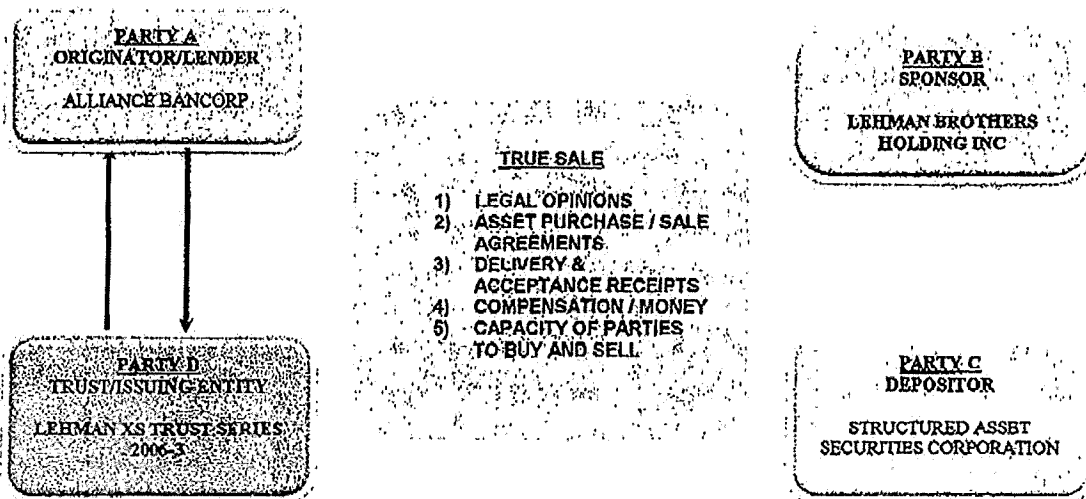 PARTY A
ORIGINATOR/LENDER
ALLIANCE BANCORP
PARTY B
SPONSOR
LEHMAN BROTHERS
HOLDING INC
TRUE SALE
1) LEGAL OPINIONS
2) ASSET PURCHASE / SALE
AGREEMENTS
3) DELIVERY &
ACCEPTANCE RECEIPTS
4) COMPENSATION / MONEY
5) CAPACITY OF PARTIES
TO BUY AND SELL
PARTY D
TRUST/ISSUING ENTITY
LEHMAN XS TRUST SERIES
2006-3
PARTY C
DEPOSITOR
STRUCTURED ASSET
SECURITIES CORPORATION